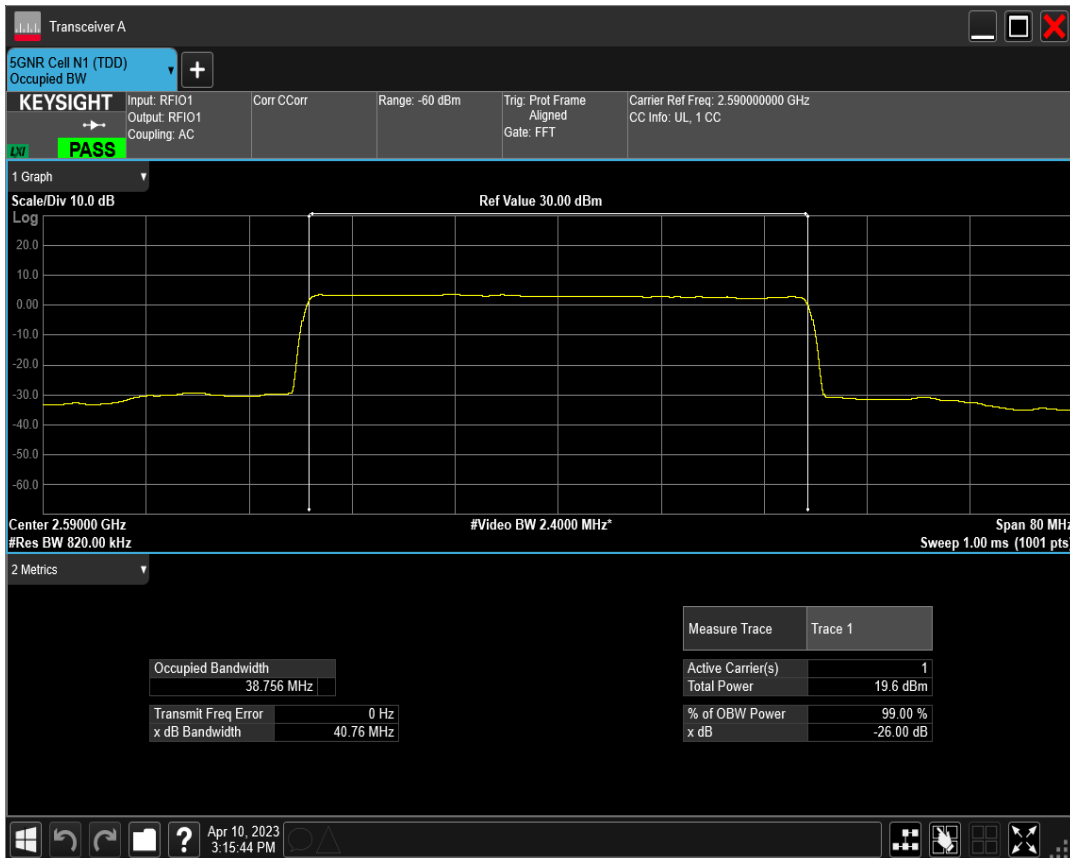 Transceiver A
5GNR Cell N1 (TDD)
Occupied BW
+
KEYSIGHT
LXI
PASS
Input: RFIO1
Output: RFIO1
Coupling: AC
Corr CCorr
Range: -60 dBm
Trig: Prot Frame
Aligned
Gate: FFT
Carrier Ref Freq: 2.590000000 GHz
CC Info: UL, 1 CC
1 Graph
Scale/Div 10.0 dB
Ref Value 30.00 dBm
Log
20.0
10.0
0.00
-10.0
-20.0
-30.0
-40.0
-50.0
-60.0
Center 2.59000 GHz
#Video BW 2.4000 MHz*
Span 80 MHz
#Res BW 820.00 kHz
Sweep 1.00 ms (1001 pts)
2 Metrics
Measure Trace Trace 1
Occupied Bandwidth
38.756 MHz
Active Carrier(s) 1
Total Power 19.6 dBm
Transmit Freq Error 0 Hz
x dB Bandwidth 40.76 MHz
% of OBW Power 99.00 %
x dB -26.00 dB
?
Apr 10, 2023
3:15:44 PM